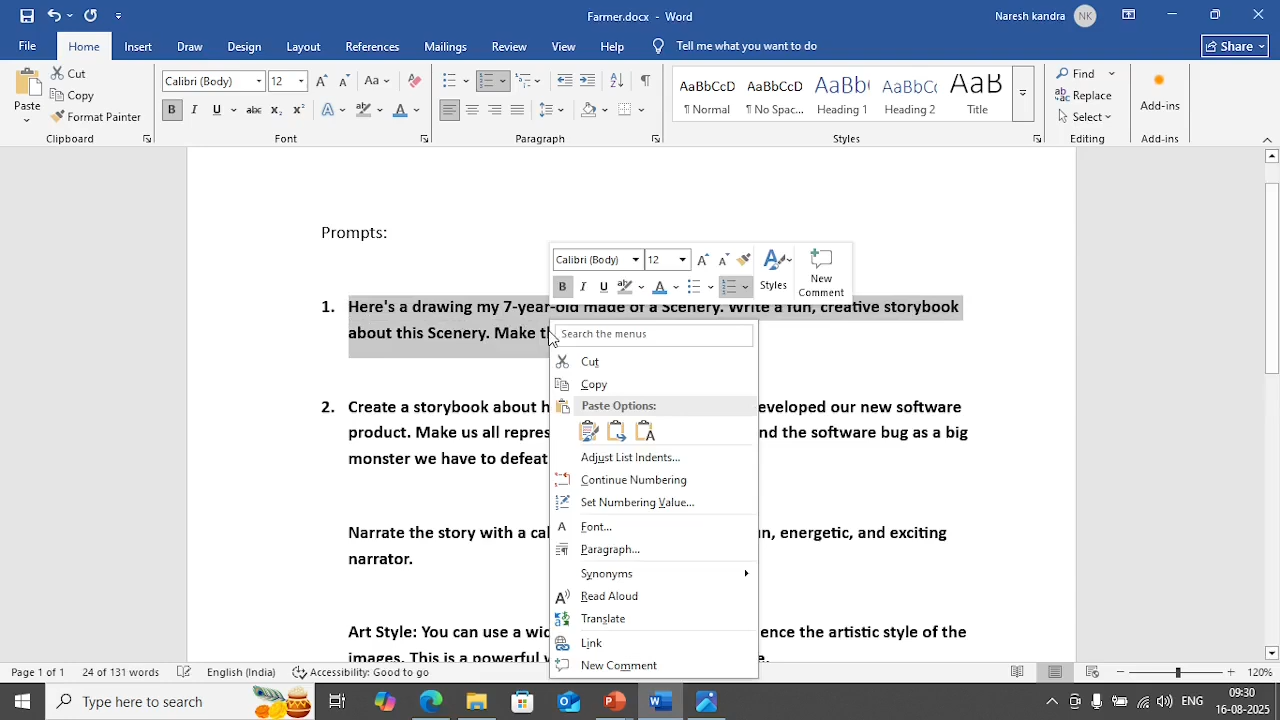 Farmer.docx - Word
Naresh kandra NK
File Home Insert Draw Design Layout References Mailings Review View Help Tell me what you want to do Share
Paste Cut Copy Format Painter
Clipboard
Calibri (Body) 12
Font
Paragraph
AaBbCcD AaBbCcD AaBb( AaBbC( AaB
¶ Normal ¶ No Spac... Heading 1 Heading 2 Title
Styles
Find Replace Select
Editing
Add-ins
Add-ins
Prompts:
Calibri (Body) 12
B I U
Styles
New Comment
1. Here's a drawing my 7-year-old made of a Scenery. Write a fun, creative storybook
about this Scenery. Make
Search the menus
Cut
Copy
Paste Options:
Adjust List Indents...
Continue Numbering
Set Numbering Value...
Font...
Paragraph...
Synonyms
Read Aloud
Translate
Link
New Comment
2. Create a storybook about eveloped our new software
product. Make us all nd the software bug as a big
monster we have to defeat
Narrate the story with a energetic, and exciting
narrator.
Art Style: You can use a ence the artistic style of the
images. This is a powerful
Page 1 of 1 24 of 131 words English (India) Accessibility: Good to go 120%
Type here to search
ENG
09:30
16-08-2025